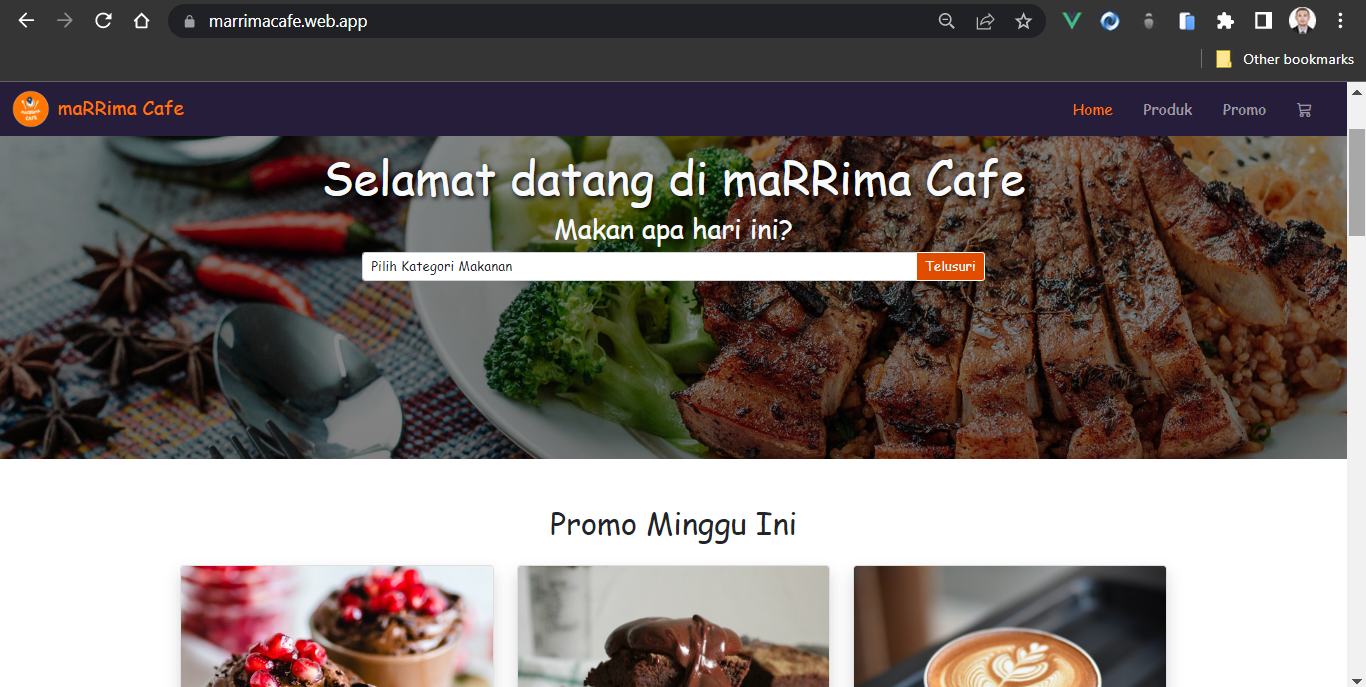 marrimacafe.web.app
Other bookmarks
maRRima Cafe
Home
Produk
Promo
Selamat datang di maRRima Cafe
Makan apa hari ini?
Pilih Kategori Makanan
Telusuri
Promo Minggu Ini